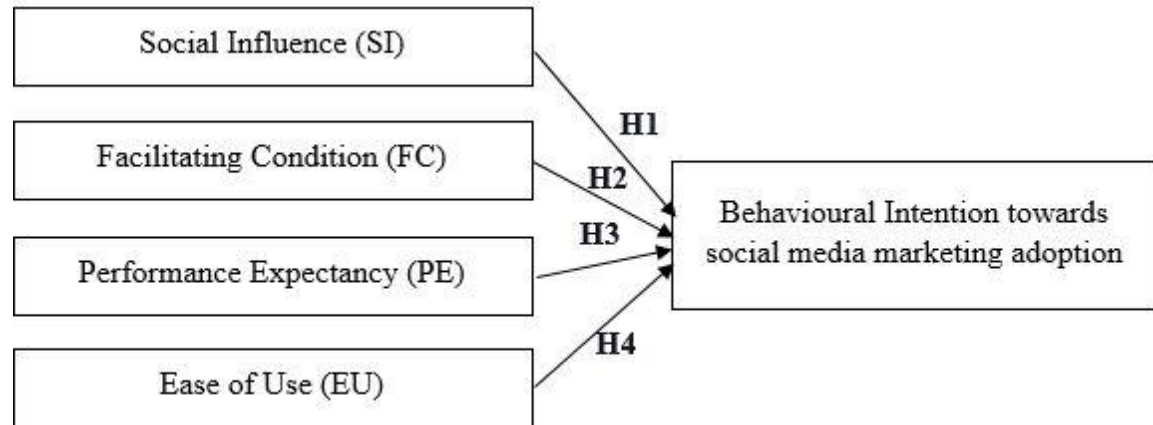 Social Influence (SI)
H1
Facilitating Condition (FC)
H2
Performance Expectancy (PE)
H3
Ease of Use (EU)
H4
Behavioural Intention towards
social media marketing adoption